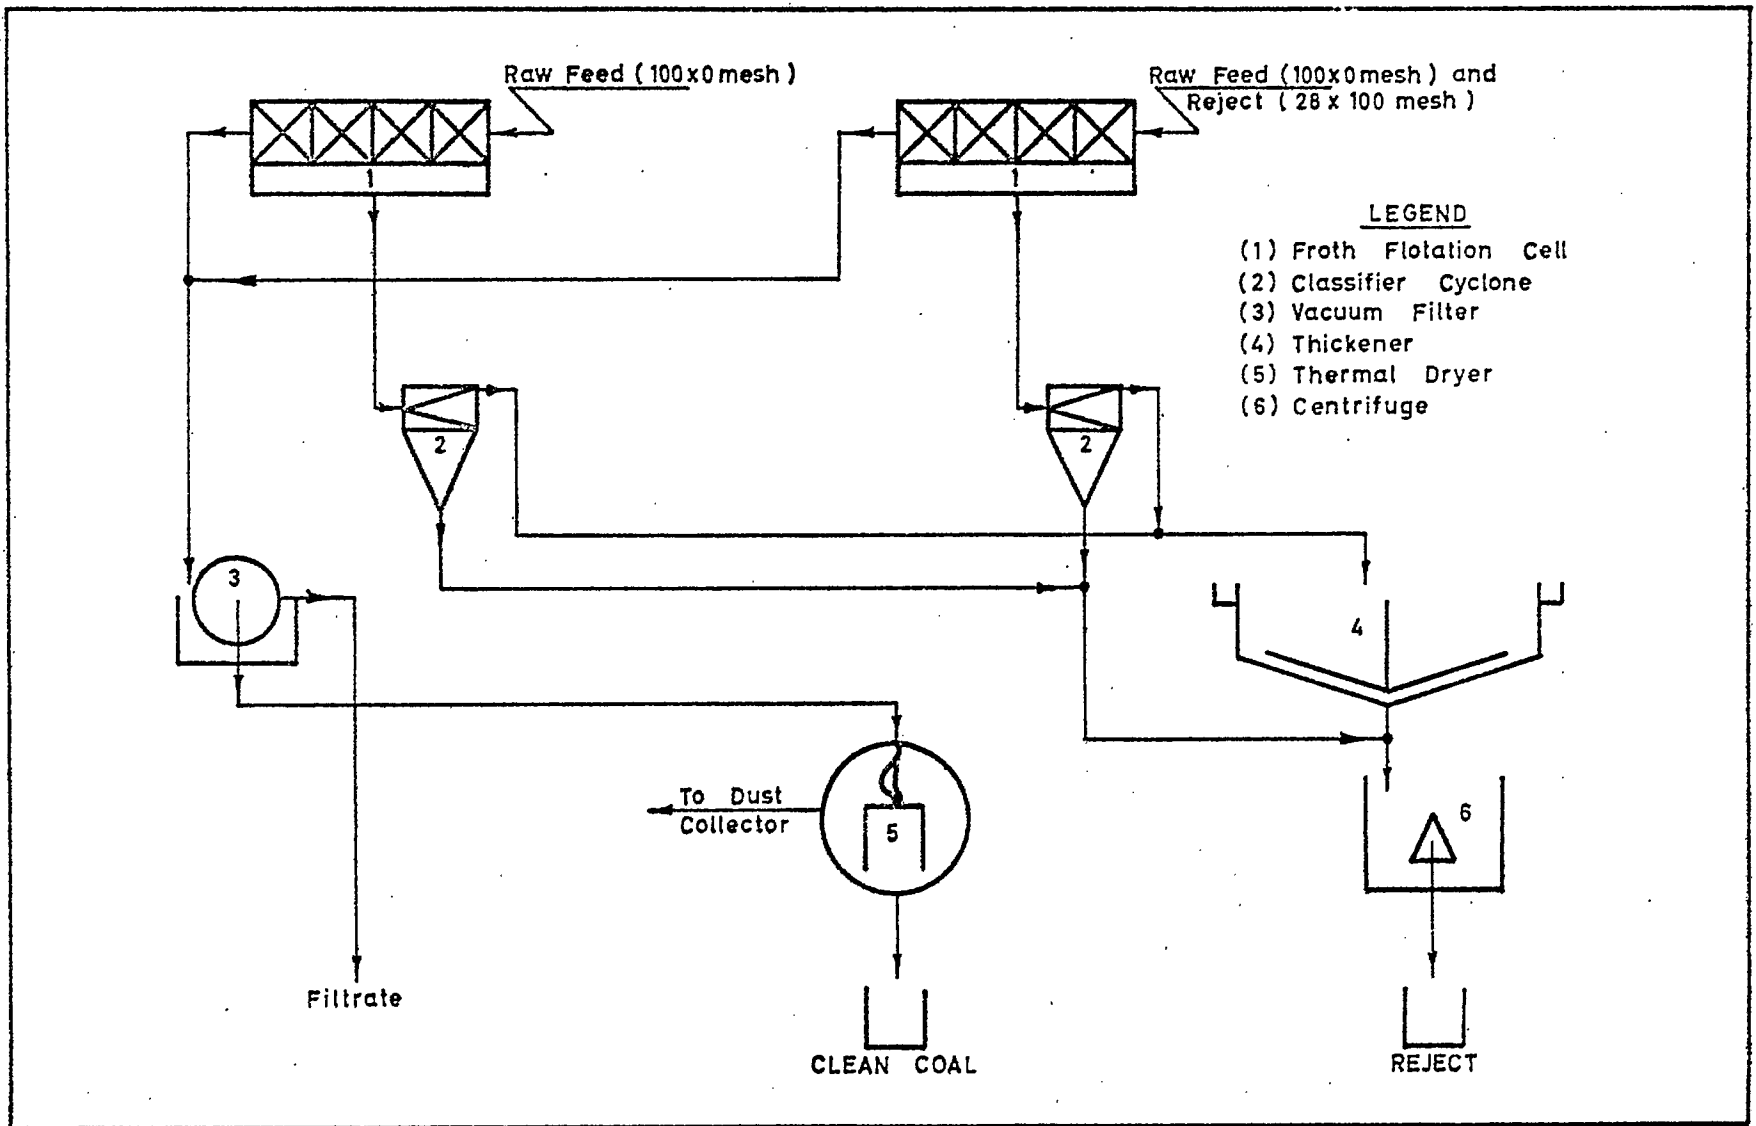 Raw Feed (100x0 mesh)
Raw Feed (100x0mesh) and
Reject (28 x 100 mesh)
1
1
LEGEND
(1) Froth Flotation Cell
(2) Classifier Cyclone
(3) Vacuum Filter
(4) Thickener
(5) Thermal Dryer
(6) Centrifuge
2
2
3
4
To Dust
Collector
5
6
Filtrate
CLEAN COAL
REJECT